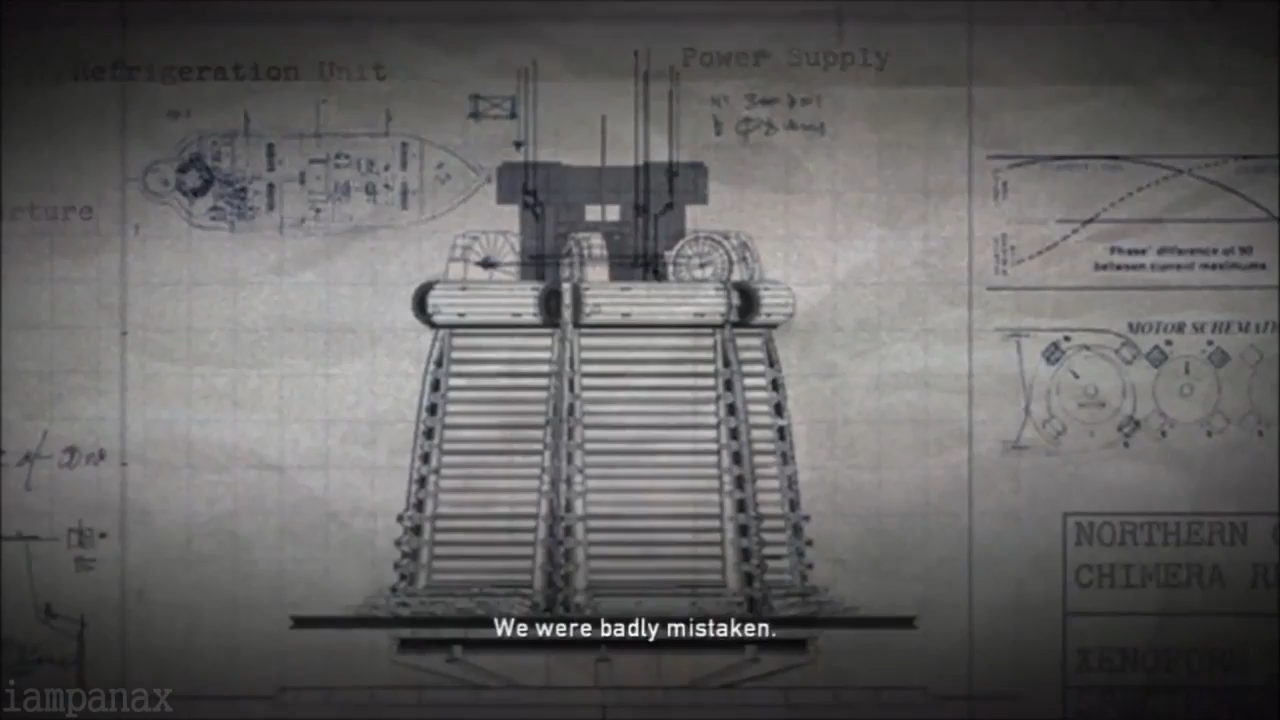 Refrigeration Unit
Power Supply
Phase difference of 90
between current maximums
MOTOR SCHEMATI
NORTHERN
CHIMERA R
XENOFORM
We were badly mistaken.
iampanax